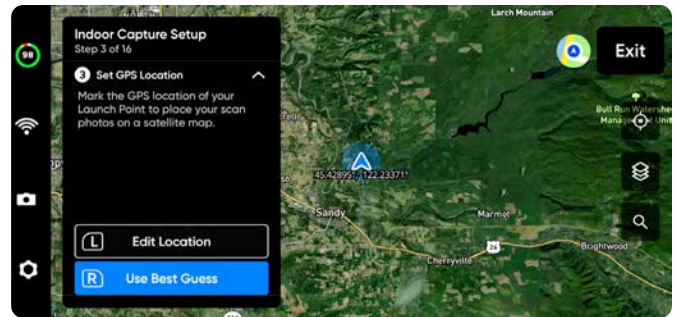 Indoor Capture Setup
Step 3 of 16
3 Set GPS Location
Mark the GPS location of your
Launch Point to place your scan
photos on a satellite map.
L Edit Location
R Use Best Guess
98
Larch Mountain
Exit
Bull Run Watershe
Management Unit
45.42895°, -122.23371°
Sandy
Marmot
26
Brightwood
Cherryville